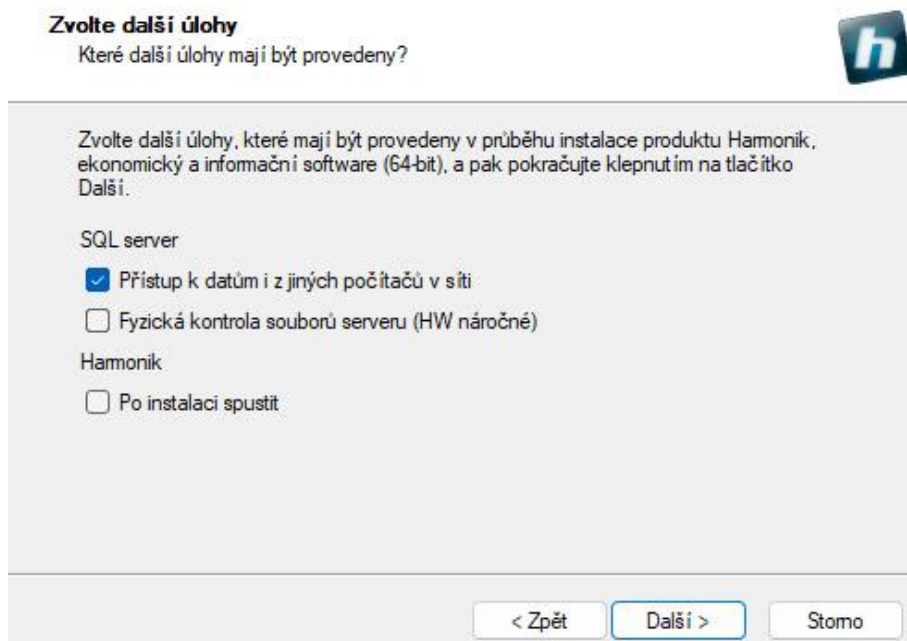 Zvolte další úlohy
Které další úlohy mají být provedeny?
h
Zvolte další úlohy, které mají být provedeny v průběhu instalace produktu Harmonik,
ekonomický a informační software (64-bit), a pak pokračujte klepnutím na tlačítko
Další.
SQL server
Přístup k datům i z jiných počítačů v síti
Fyzická kontrola souborů serveru (HW náročné)
Harmonik
Po instalaci spustit
< Zpět
Další >
Storno